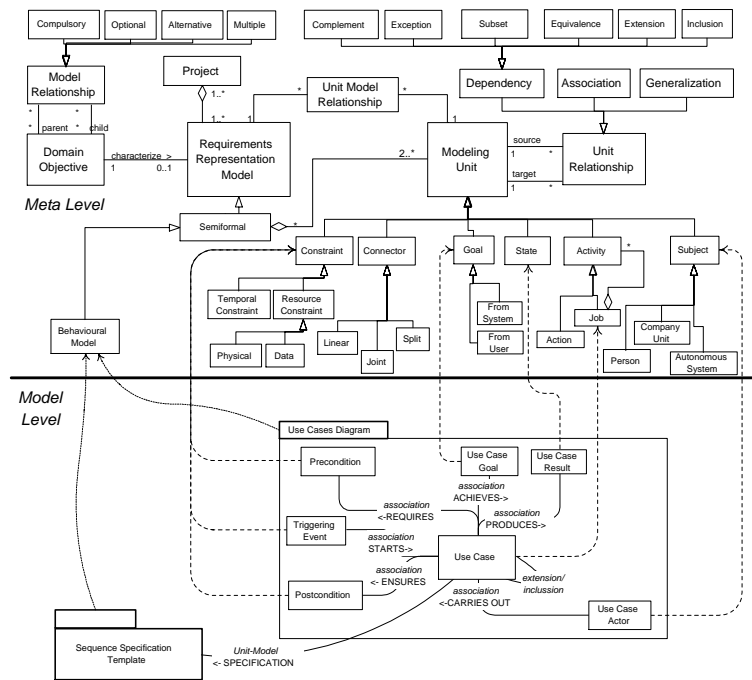 Compulsory
Optional
Alternative
Multiple
Complement
Exception
Subset
Equivalence
Extension
Inclusion
Model
Relationship
Project
Unit Model
Relationship
Dependency
Association
Generalization
1..*
*
*
*
*
*
*
parent
child
1..*
1
1
Domain
Objective
characterize >
1
0..1
Requirements
Representation
Model
2..*
Modeling
Unit
source
1
*
target
1
*
Unit
Relationship
Meta Level
Semiformal
*
Constraint
Connector
Goal
State
Activity
*
Subject
Temporal
Constraint
Resource
Constraint
From
System
Job
Behavioural
Model
Physical
Data
Linear
Joint
Split
From
User
Action
Company
Unit
Person
Autonomous
System
Model
Level
Use Cases Diagram
Precondition
Use Case
Goal
Use Case
Result
association
ACHIEVES->
association
<-REQUIRES
association
PRODUCES->
Triggering
Event
association
STARTS->
Use Case
association
<- ENSURES
extension/
inclussion
Postcondition
association
<-CARRIES OUT
Use Case
Actor
Sequence Specification
Template
Unit-Model
<- SPECIFICATION